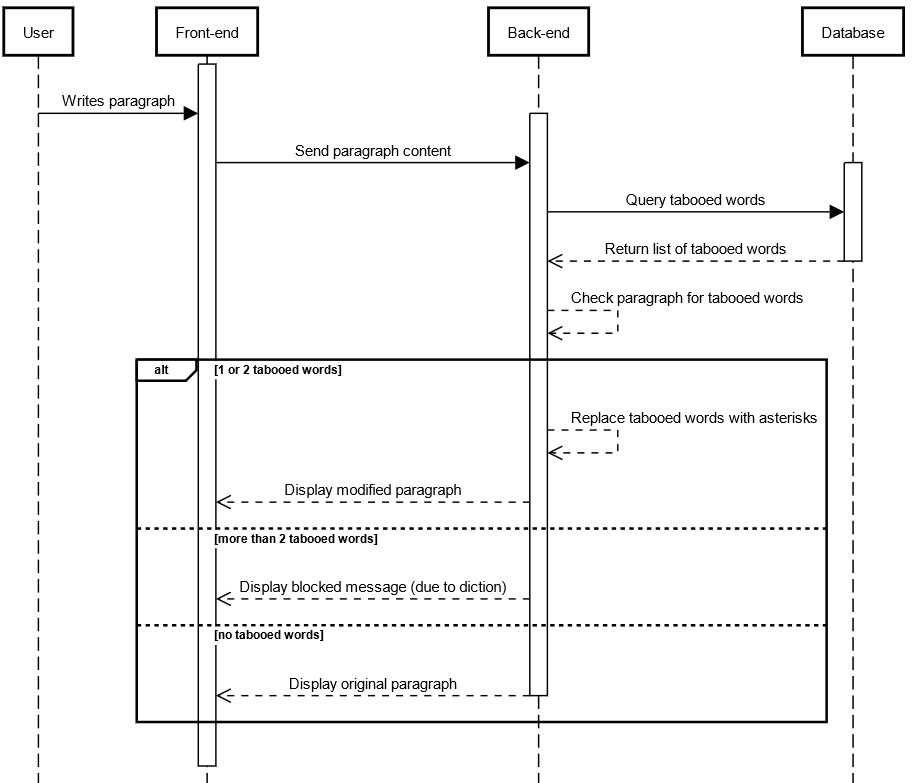 User
Front-end
Back-end
Database
Writes paragraph
Send paragraph content
Query tabooed words
Return list of tabooed words
Check paragraph for tabooed words
alt
[1 or 2 tabooed words]
Replace tabooed words with asterisks
Display modified paragraph
[more than 2 tabooed words]
Display blocked message (due to diction)
[no tabooed words]
Display original paragraph